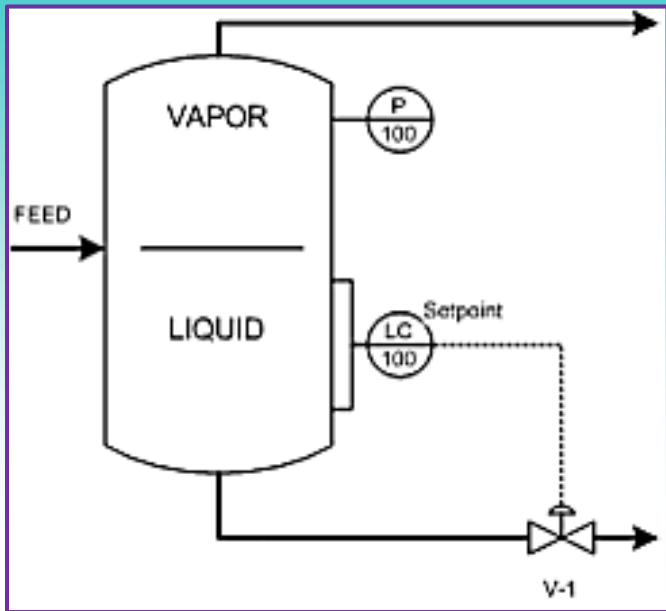 VAPOR
P
100
FEED
LIQUID
Setpoint
LC
100
V-1